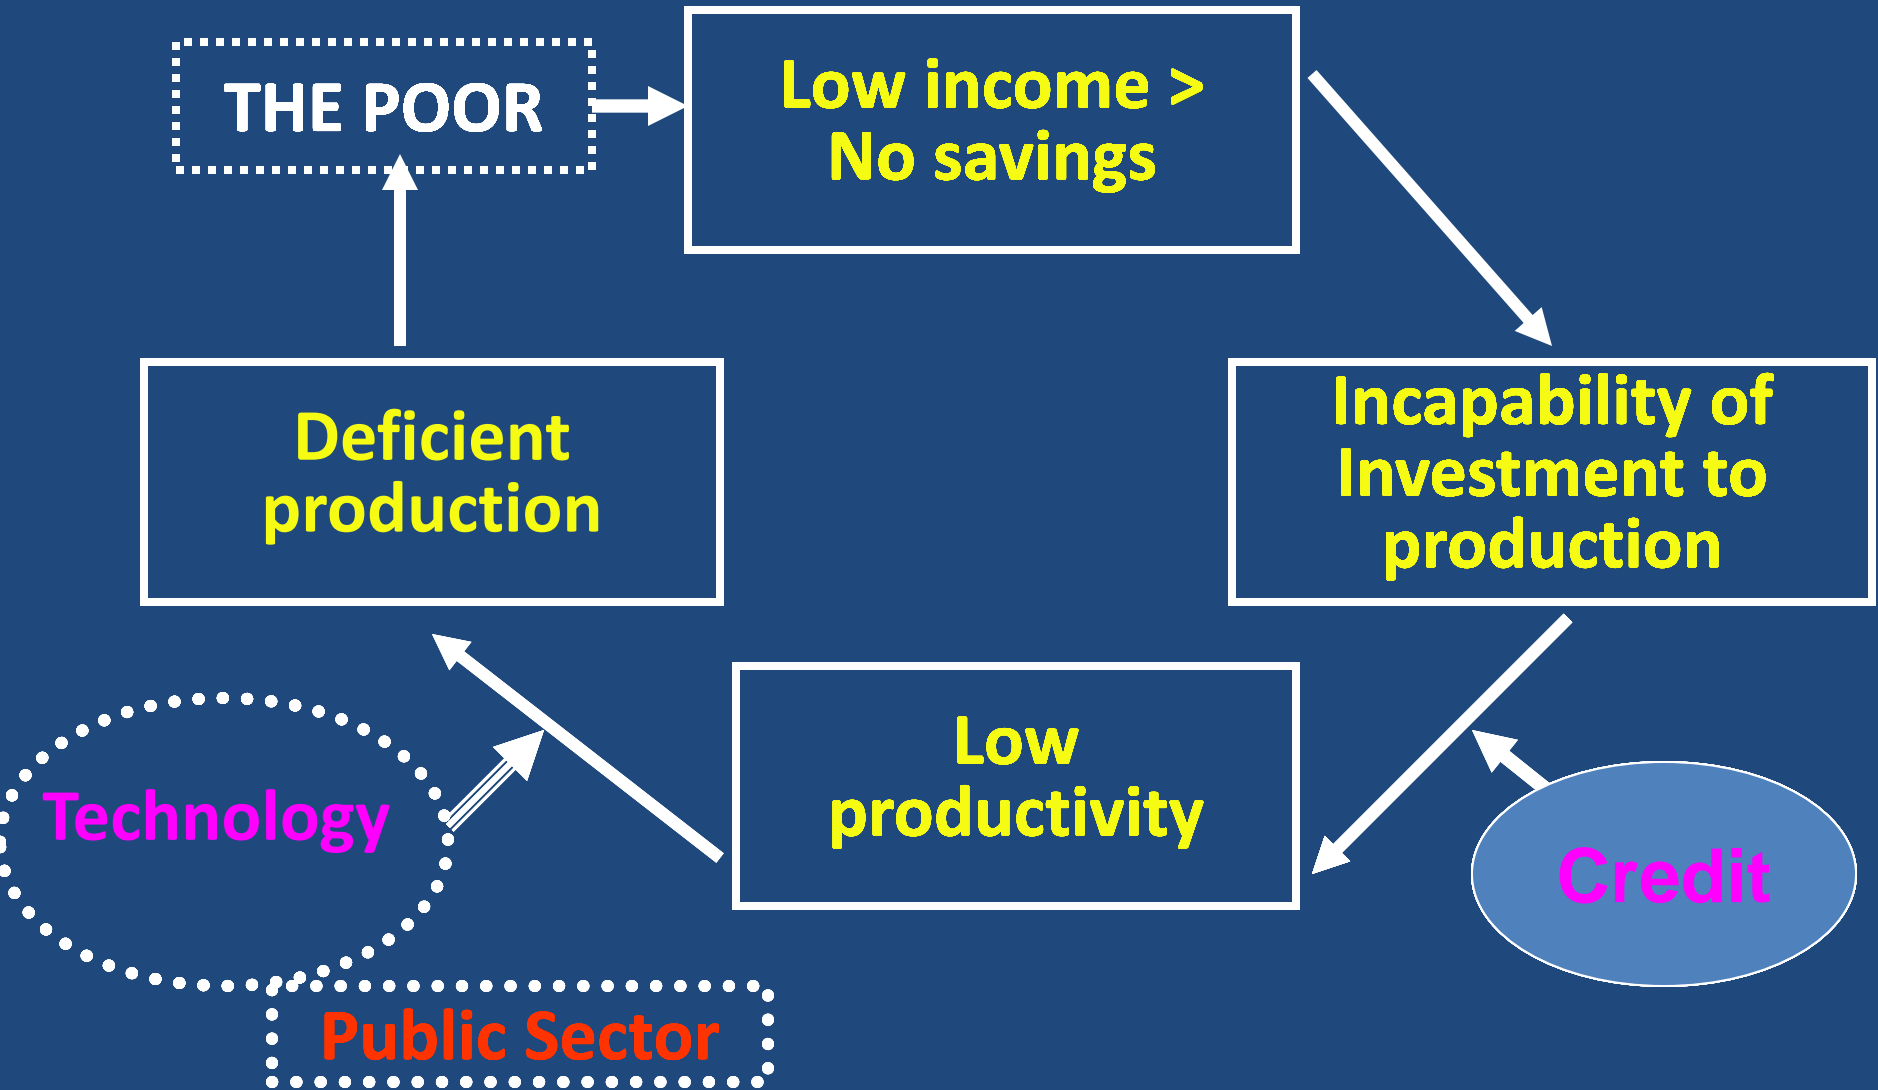 THE POOR
Low income >
No savings
Incapability of
Investment to
production
Deficient
production
Low
productivity
Technology
Credit
Public Sector